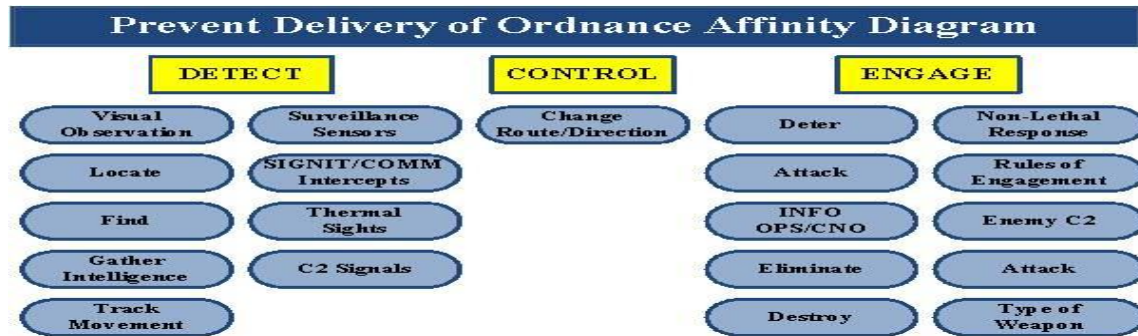 Prevent Delivery of Ordnance Affinity Diagram
DETECT
CONTROL
ENGAGE
Visual
Observation
Surveillance
Sensors
Change
Route/Direction
Deter
Non-Lethal
Response
Locate
SIGNIT/COMM
Intercepts
Attack
Rules of
Engagement
Find
Thermal
Sights
INFO
OPS/CNO
Enemy C2
Gather
Intelligence
C2 Signals
Eliminate
Attack
Track
Movement
Destroy
Type of
Weapon